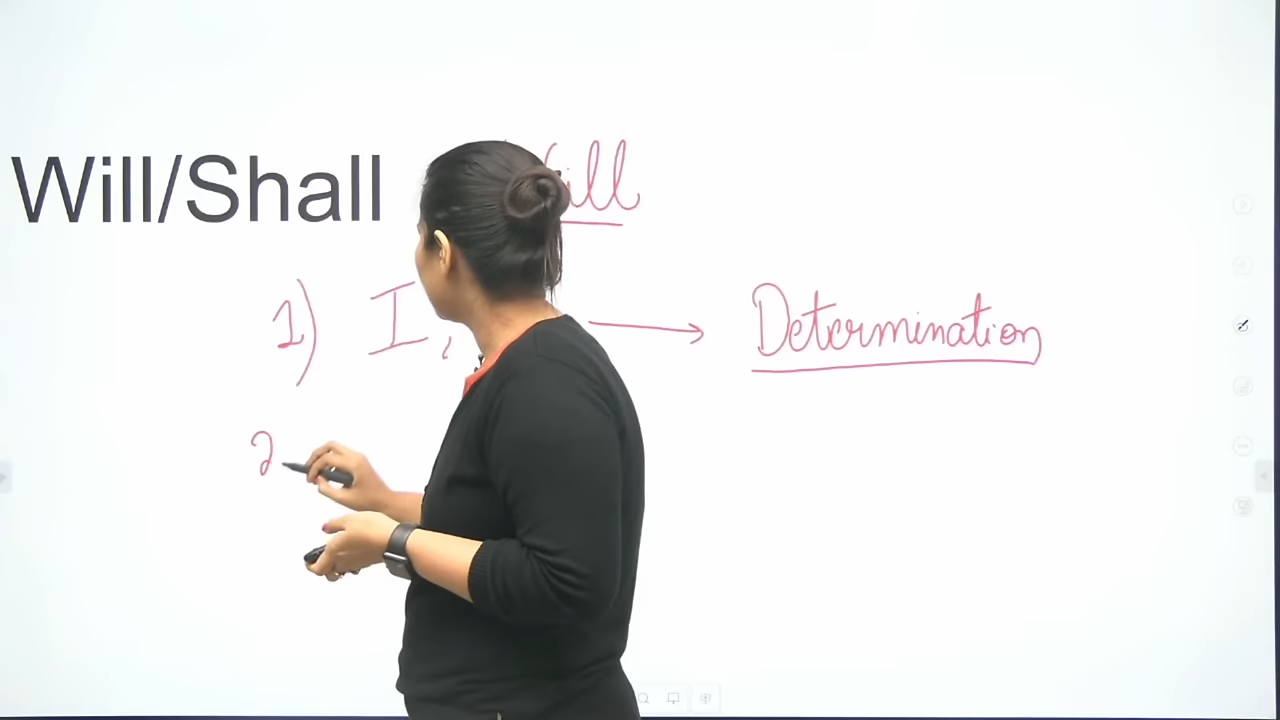 Will/Shall
1) I, → Determination
2